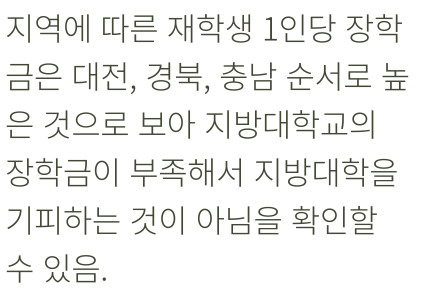 지역에 따른 재학생 1인당 장학
금은 대전, 경북, 충남 순서로 높
은 것으로 보아 지방대학교의
장학금이 부족해서 지방대학을
기피하는 것이 아님을 확인할
수 있음.